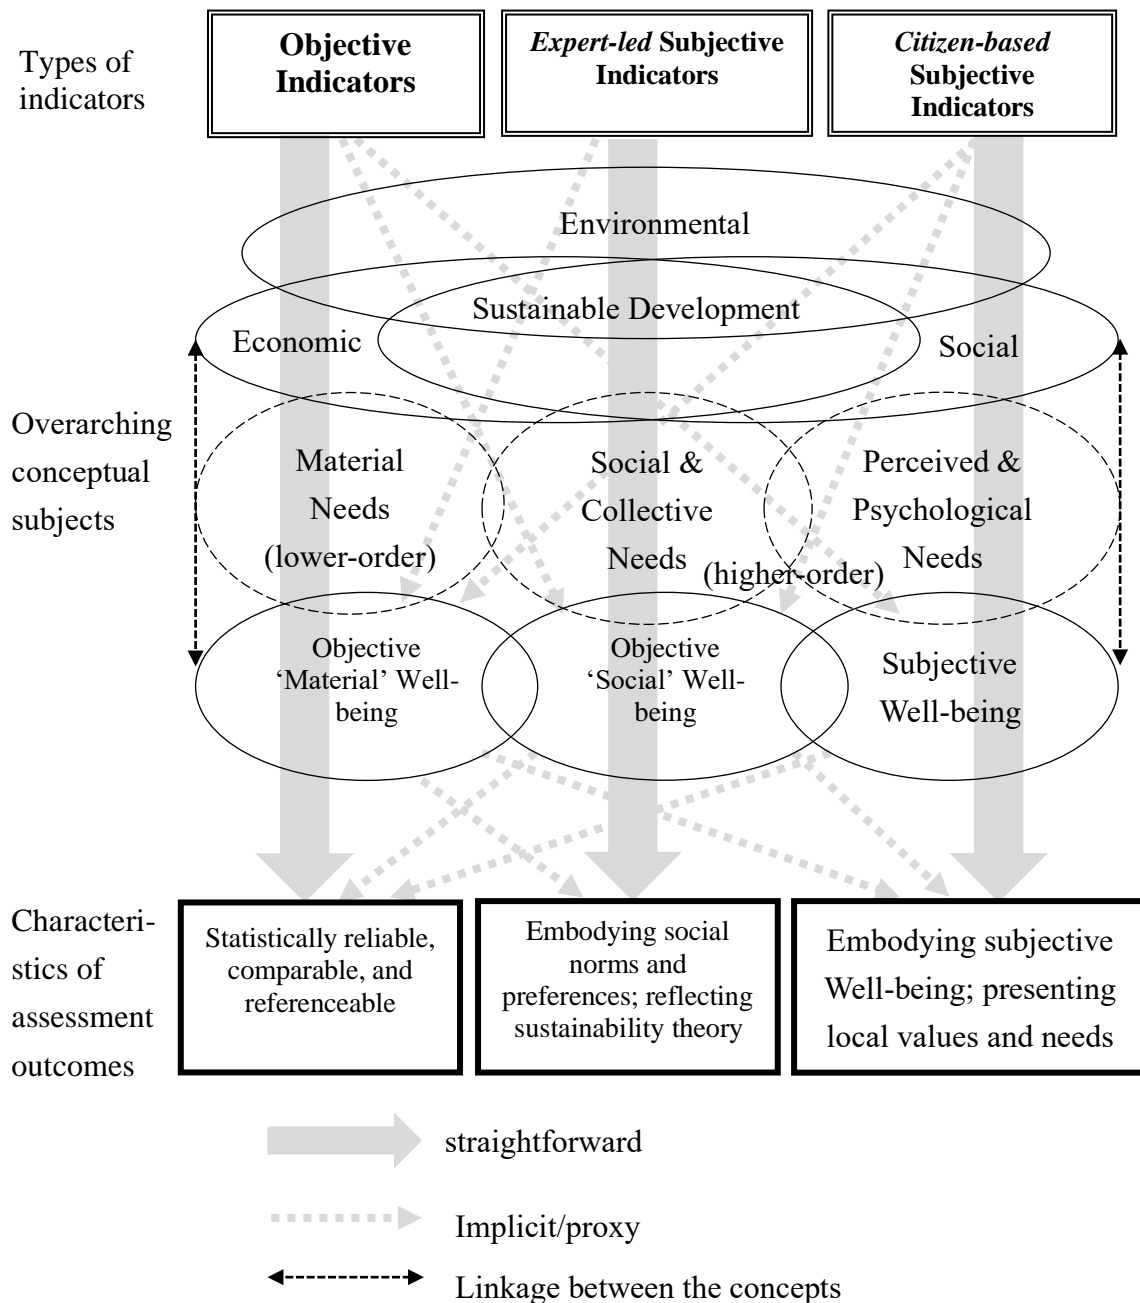 Types of
indicators
Objective
Indicators
Expert-led Subjective
Indicators
Citizen-based
Subjective
Indicators
Environmental
Sustainable Development
Economic
Social
Overarching
conceptual
subjects
Material
Needs
(lower-order)
Social &
Collective
Needs
(higher-order)
Perceived &
Psychological
Needs
Objective
‘Material’ Well-
being
Objective
‘Social’ Well-
being
Subjective
Well-being
Characteri-
stics of
assessment
outcomes
Statistically reliable,
comparable, and
referenceable
Embodying social
norms and
preferences; reflecting
sustainability theory
Embodying subjective
Well-being; presenting
local values and needs
straightforward
Implicit/proxy
Linkage between the concepts